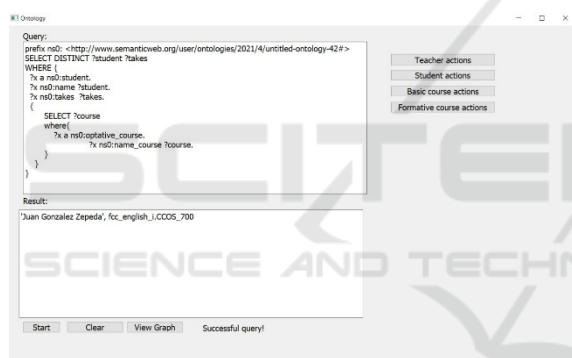 Ontology
Query:
prefix ns0: <http://www.semanticweb.org/user/ontologies/2021/4/untitled-ontology-42#>
SELECT DISTINCT ?student ?takes
WHERE {
?x a ns0:student.
?x ns0:name ?student.
?x ns0:takes ?takes.
{
SELECT ?course
where{
?x a ns0:optative_course.
?x ns0:name_course ?course.
}
}
}
Teacher actions
Student actions
Basic course actions
Formative course actions
Result:
'Juan Gonzalez Zepeda', fcc_english_i.CCOS_700
Start Clear View Graph Successful query!
SCITE
SCIENCE AND TECHN